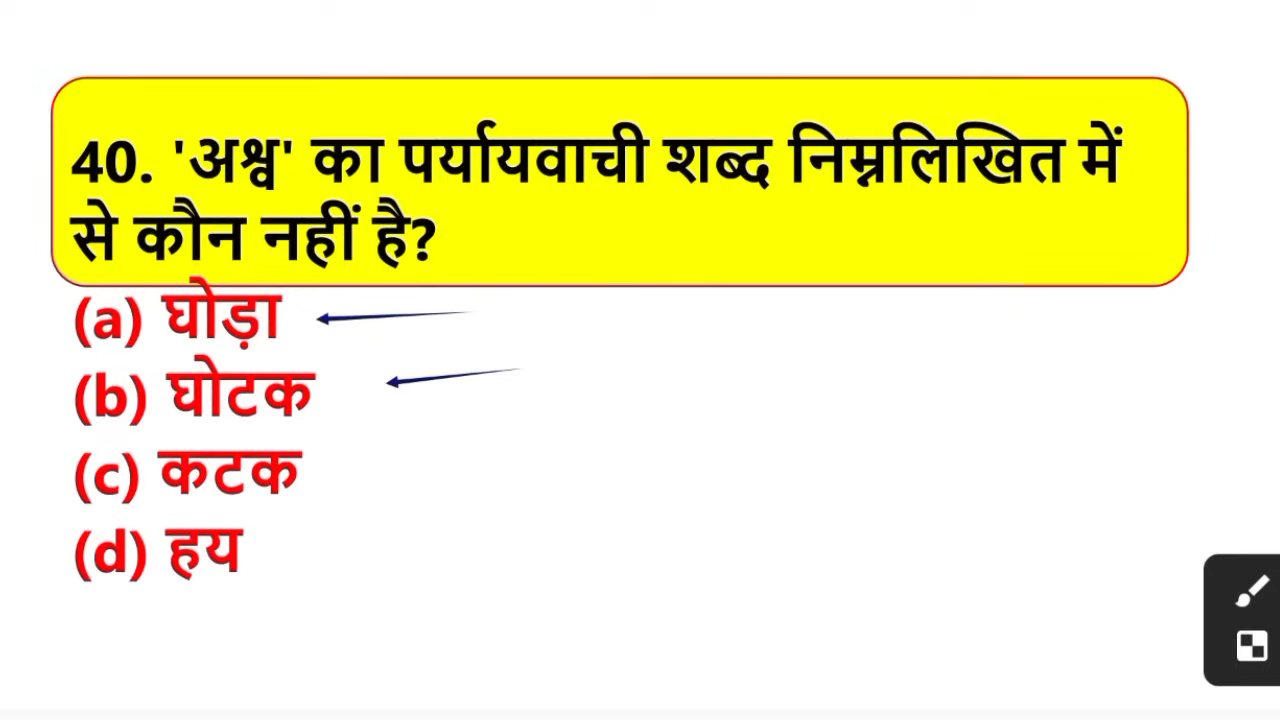 40. 'अश्व' का पर्यायवाची शब्द निम्नलिखित में
से कौन नहीं है?
(a) घोड़ा
(b) घोटक
(c) कटक
(d) हय